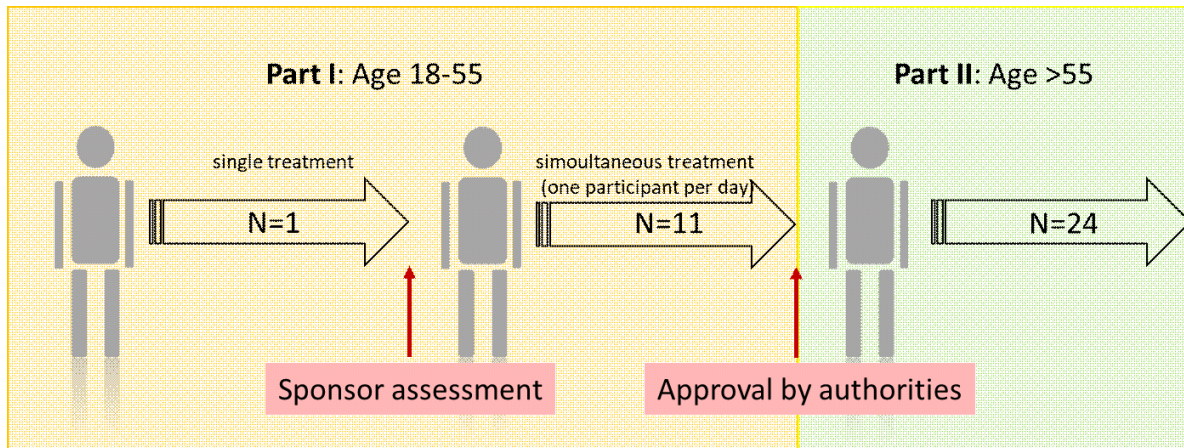 Part I: Age 18-55
Part II: Age >55
single treatment
simoultaneous treatment
(one participant per day)
N=1
N=11
N=24
Sponsor assessment
Approval by authorities